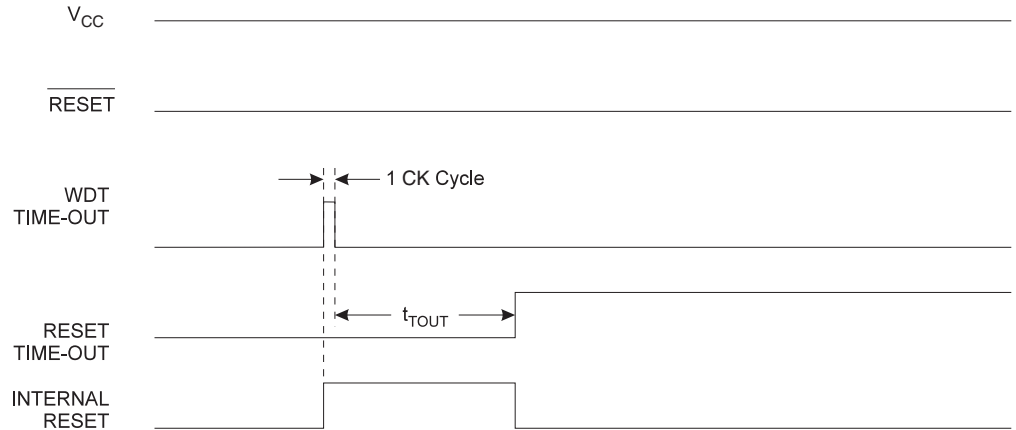 VCC
RESET
1 CK Cycle
WDT
TIME-OUT
tTOUT
RESET
TIME-OUT
INTERNAL
RESET